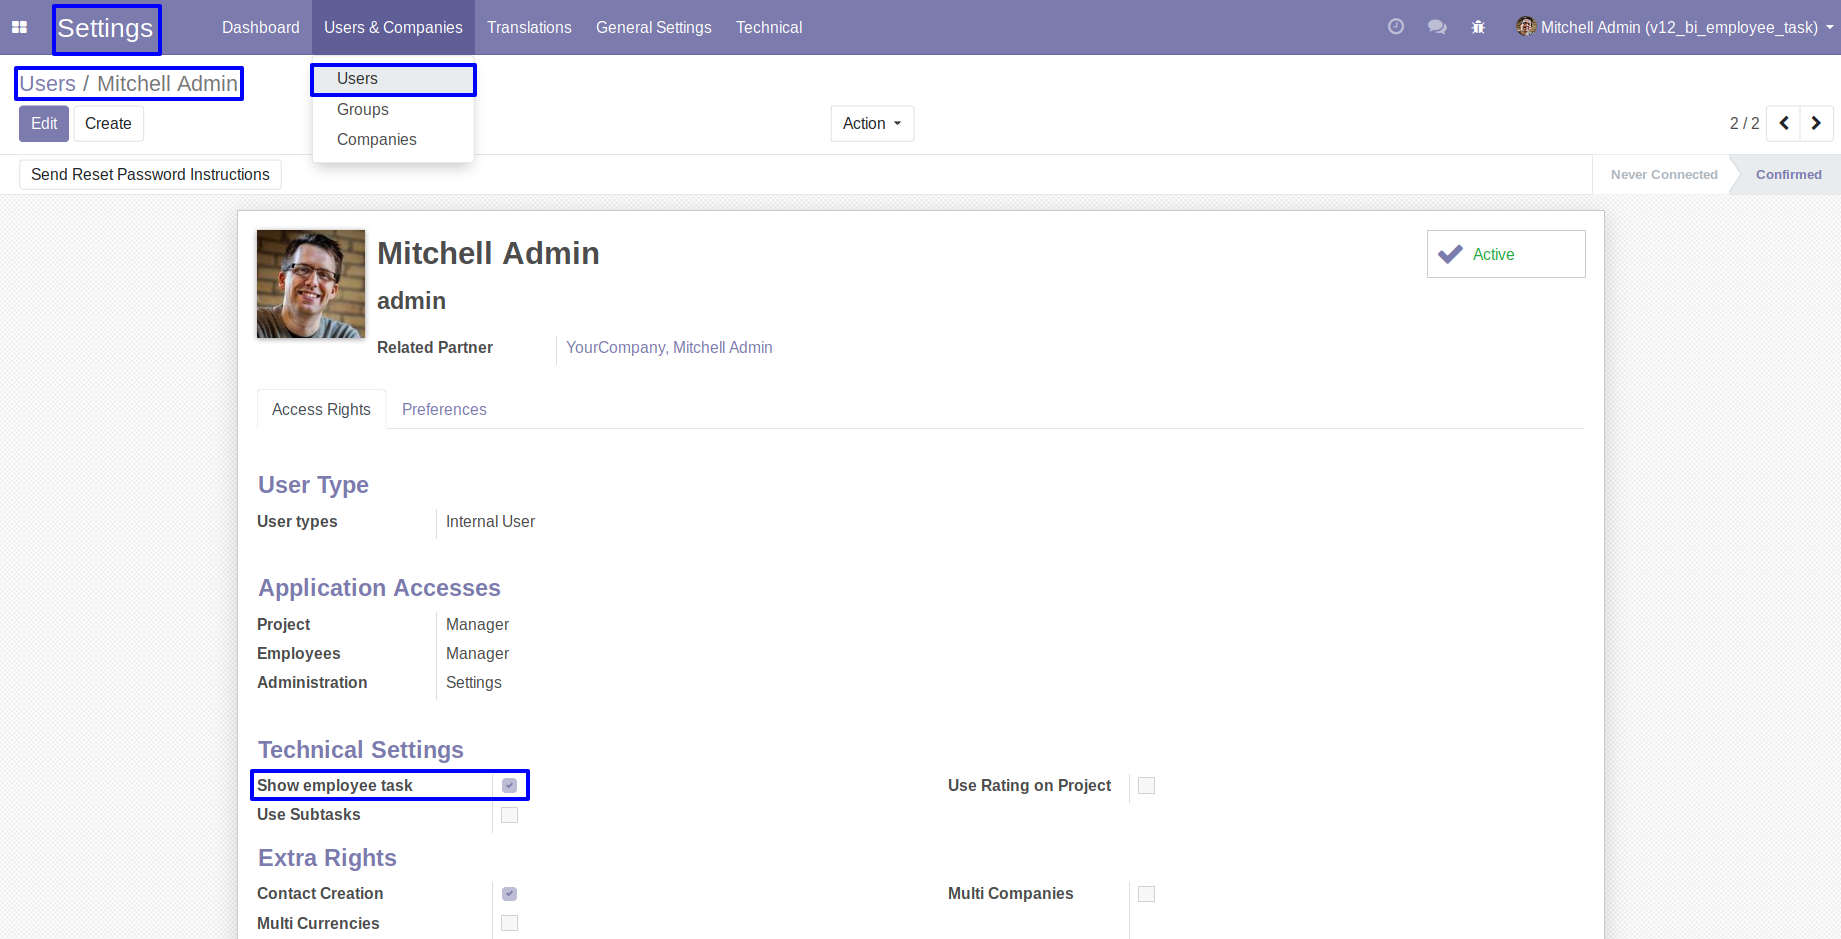 Settings Dashboard Users & Companies Translations General Settings Technical Mitchell Admin (v12_bi_employee_task)
Users / Mitchell Admin
Users
Groups
Companies
Edit Create Action 2 / 2
Send Reset Password Instructions Never Connected Confirmed
Mitchell Admin
Active
admin
Related Partner YourCompany, Mitchell Admin
Access Rights Preferences
User Type
User types Internal User
Application Accesses
Project Manager
Employees Manager
Administration Settings
Technical Settings
Show employee task Use Rating on Project
Use Subtasks
Extra Rights
Contact Creation Multi Companies
Multi Currencies